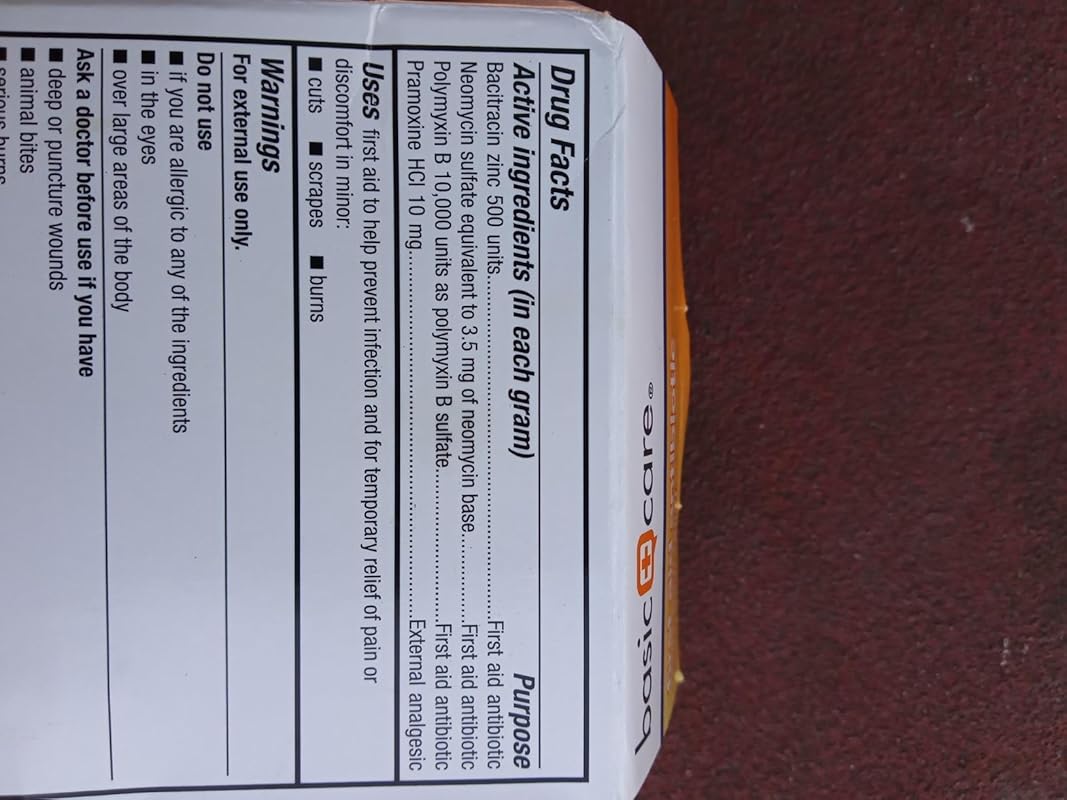 basic care®
Drug Facts
Active ingredients (in each gram) Purpose
Bacitracin zinc 500 units..........First aid antibiotic
Neomycin sulfate equivalent to 3.5 mg of neomycin base..........First aid antibiotic
Polymyxin B 10,000 units as polymyxin B sulfate..........First aid antibiotic
Pramoxine HCl 10 mg..........External analgesic
Uses first aid to help prevent infection and for temporary relief of pain or
discomfort in minor:
■ cuts ■ scrapes ■ burns
Warnings
For external use only.
Do not use
■ if you are allergic to any of the ingredients
■ in the eyes
■ over large areas of the body
Ask a doctor before use if you have
■ deep or puncture wounds
■ animal bites
■ serious burns